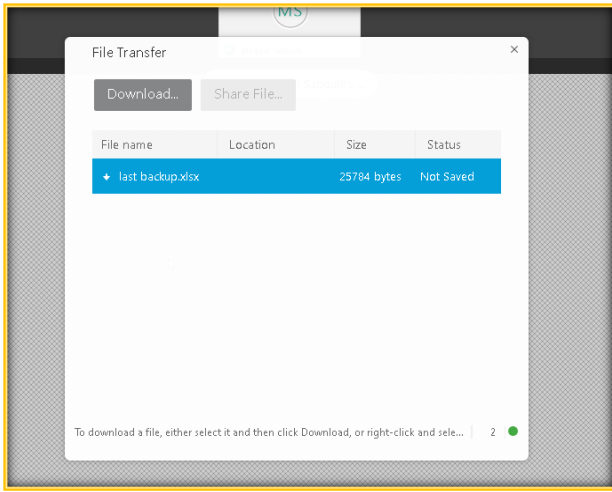 MS
File Transfer
Download...
Share File...
File name Location Size Status
last backup.xlsx 25784 bytes Not Saved
To download a file, either select it and then click Download, or right-click and sele... 2